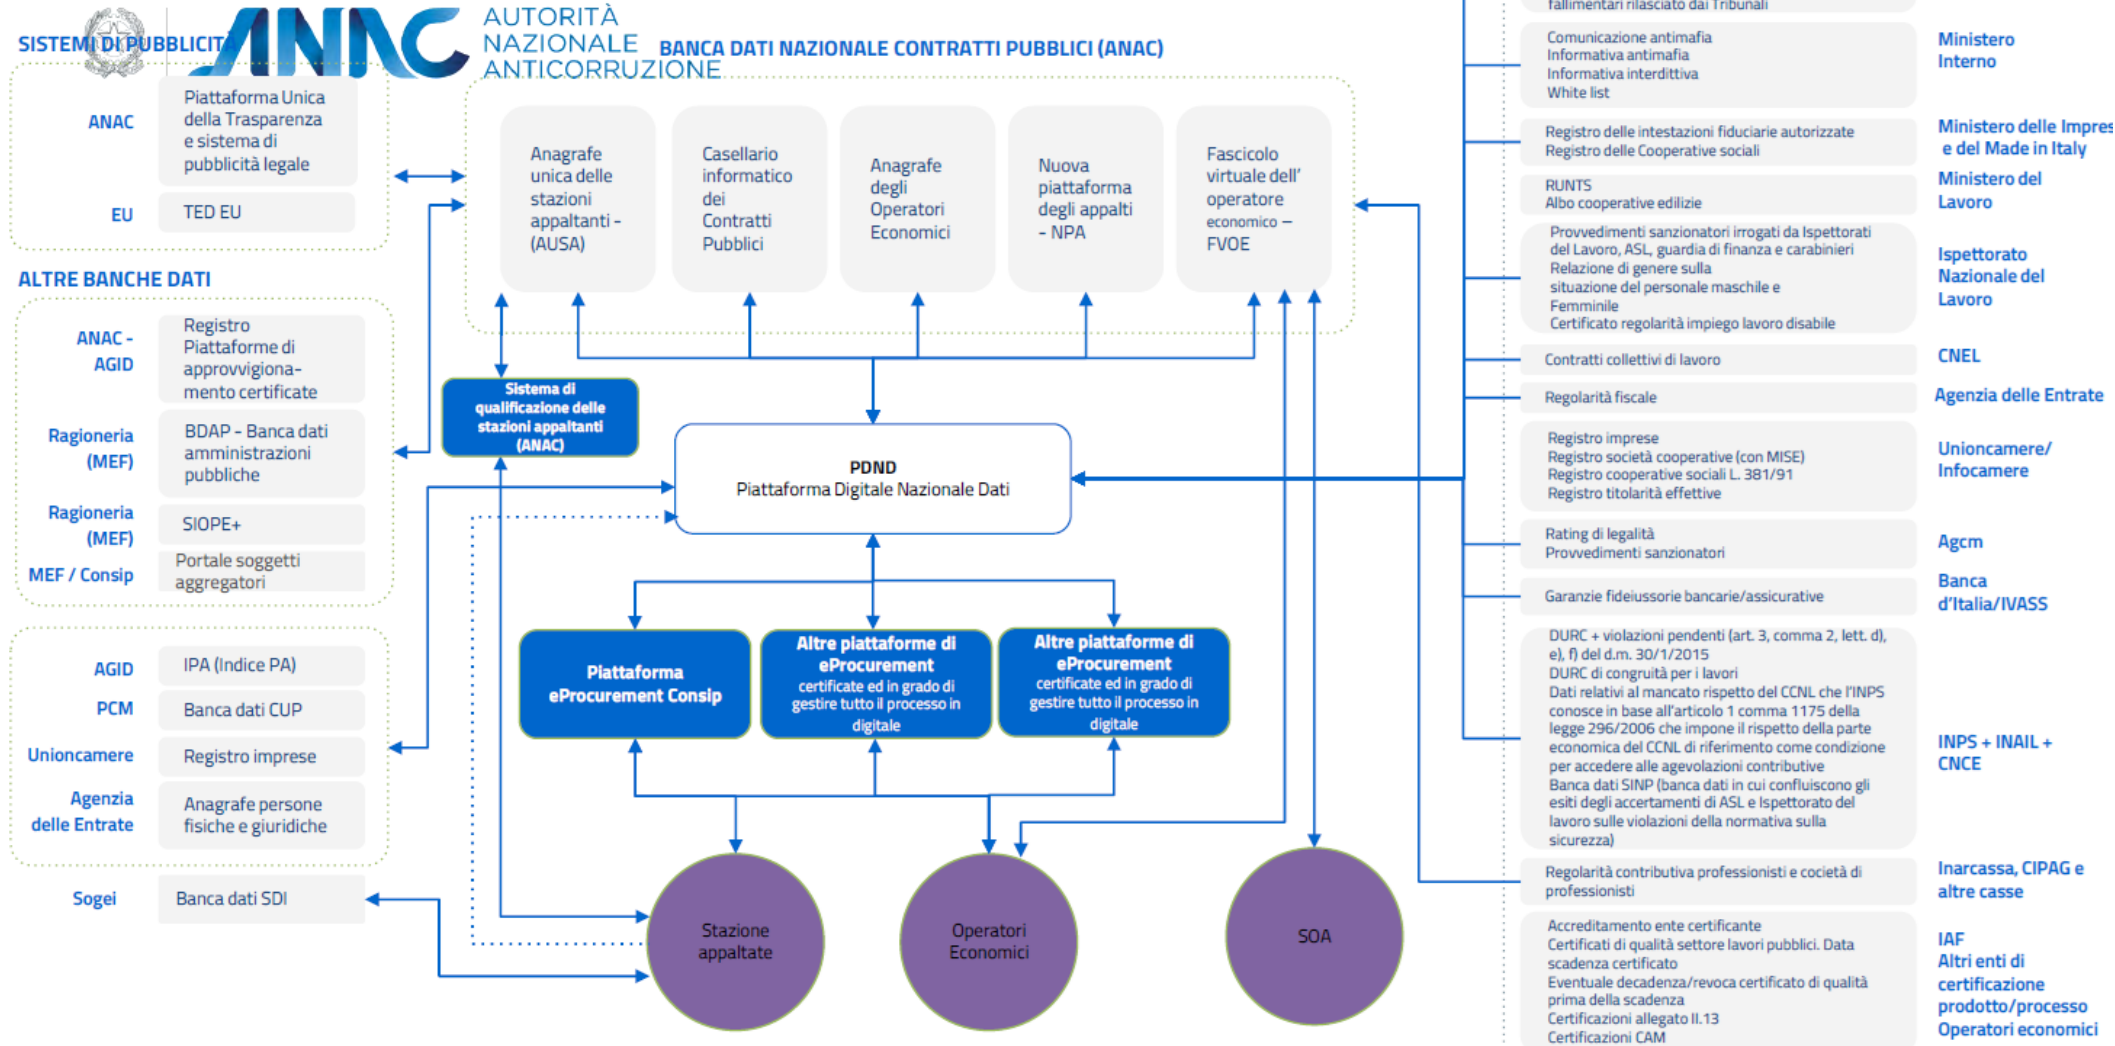 AUTORITÀ
NAZIONALE
ANTICORRUZIONE
ANAC
SISTEMI DI PUBBLICITÀ
BANCA DATI NAZIONALE CONTRATTI PUBBLICI (ANAC)
ANAC
Piattaforma Unica
della Trasparenza
e sistema di
pubblicità legale
EU
TED EU
ALTRE BANCHE DATI
ANAC -
AGID
Registro
Piattaforme di
approvvigiona-
mento certificate
Ragioneria
(MEF)
BDAP - Banca dati
amministrazioni
pubbliche
Ragioneria
(MEF)
SIOPE+
MEF / Consip
Portale soggetti
aggregatori
AGID
IPA (Indice PA)
PCM
Banca dati CUP
Unioncamere
Registro imprese
Agenzia
delle Entrate
Anagrafe persone
fisiche e giuridiche
Sogei
Banca dati SDI
Anagrafe
unica delle
stazioni
appaltanti -
(AUSA)
Casellario
informatico
dei
Contratti
Pubblici
Anagrafe
degli
Operatori
Economici
Nuova
piattaforma
degli appalti
- NPA
Fascicolo
virtuale dell'
operatore
economico –
FVOE
Sistema di
qualificazione delle
stazioni appaltanti
(ANAC)
PDND
Piattaforma Digitale Nazionale Dati
Piattaforma
eProcurement Consip
Altre piattaforme di
eProcurement
certificate ed in grado di
gestire tutto il processo in
digitale
Altre piattaforme di
eProcurement
certificate ed in grado di
gestire tutto il processo in
digitale
Stazione
appaltate
Operatori
Economici
SOA
fallimentari rilasciato dai Tribunali
Comunicazione antimafia
Informativa antimafia
Informativa interdittiva
White list
Ministero
Interno
Registro delle intestazioni fiduciarie autorizzate
Registro delle Cooperative sociali
Ministero delle Impres
e del Made in Italy
RUNTS
Albo cooperative edilizie
Ministero del
Lavoro
Provvedimenti sanzionatori irrogati da Ispettorati
del Lavoro, ASL, guardia di finanza e carabinieri
Relazione di genere sulla
situazione del personale maschile e
Femminile
Certificato regolarità impiego lavoro disabile
Ispettorato
Nazionale del
Lavoro
Contratti collettivi di lavoro
CNEL
Regolarità fiscale
Agenzia delle Entrate
Registro imprese
Registro società cooperative (con MISE)
Registro cooperative sociali L. 381/91
Registro titolarità effettive
Unioncamere/
Infocamere
Rating di legalità
Provvedimenti sanzionatori
Agcm
Garanzie fideiussorie bancarie/assicurative
Banca
d'Italia/IVASS
DURC + violazioni pendenti (art. 3, comma 2, lett. d),
e), f) del d.m. 30/1/2015
DURC di congruità per i lavori
Dati relativi al mancato rispetto del CCNL che l'INPS
conosce in base all'articolo 1 comma 1175 della
legge 296/2006 che impone il rispetto della parte
economica del CCNL di riferimento come condizione
per accedere alle agevolazioni contributive
Banca dati SINP (banca dati in cui confluiscono gli
esiti degli accertamenti di ASL e Ispettorato del
lavoro sulle violazioni della normativa sulla
sicurezza)
INPS + INAIL +
CNCE
Regolarità contributiva professionisti e cocietà di
professionisti
Inarcassa, CIPAG e
altre casse
Accreditamento ente certificante
Certificati di qualità settore lavori pubblici. Data
scadenza certificato
Eventuale decadenza/revoca certificato di qualità
prima della scadenza
Certificazioni allegato II.13
Certificazioni CAM
IAF
Altri enti di
certificazione
prodotto/processo
Operatori economici